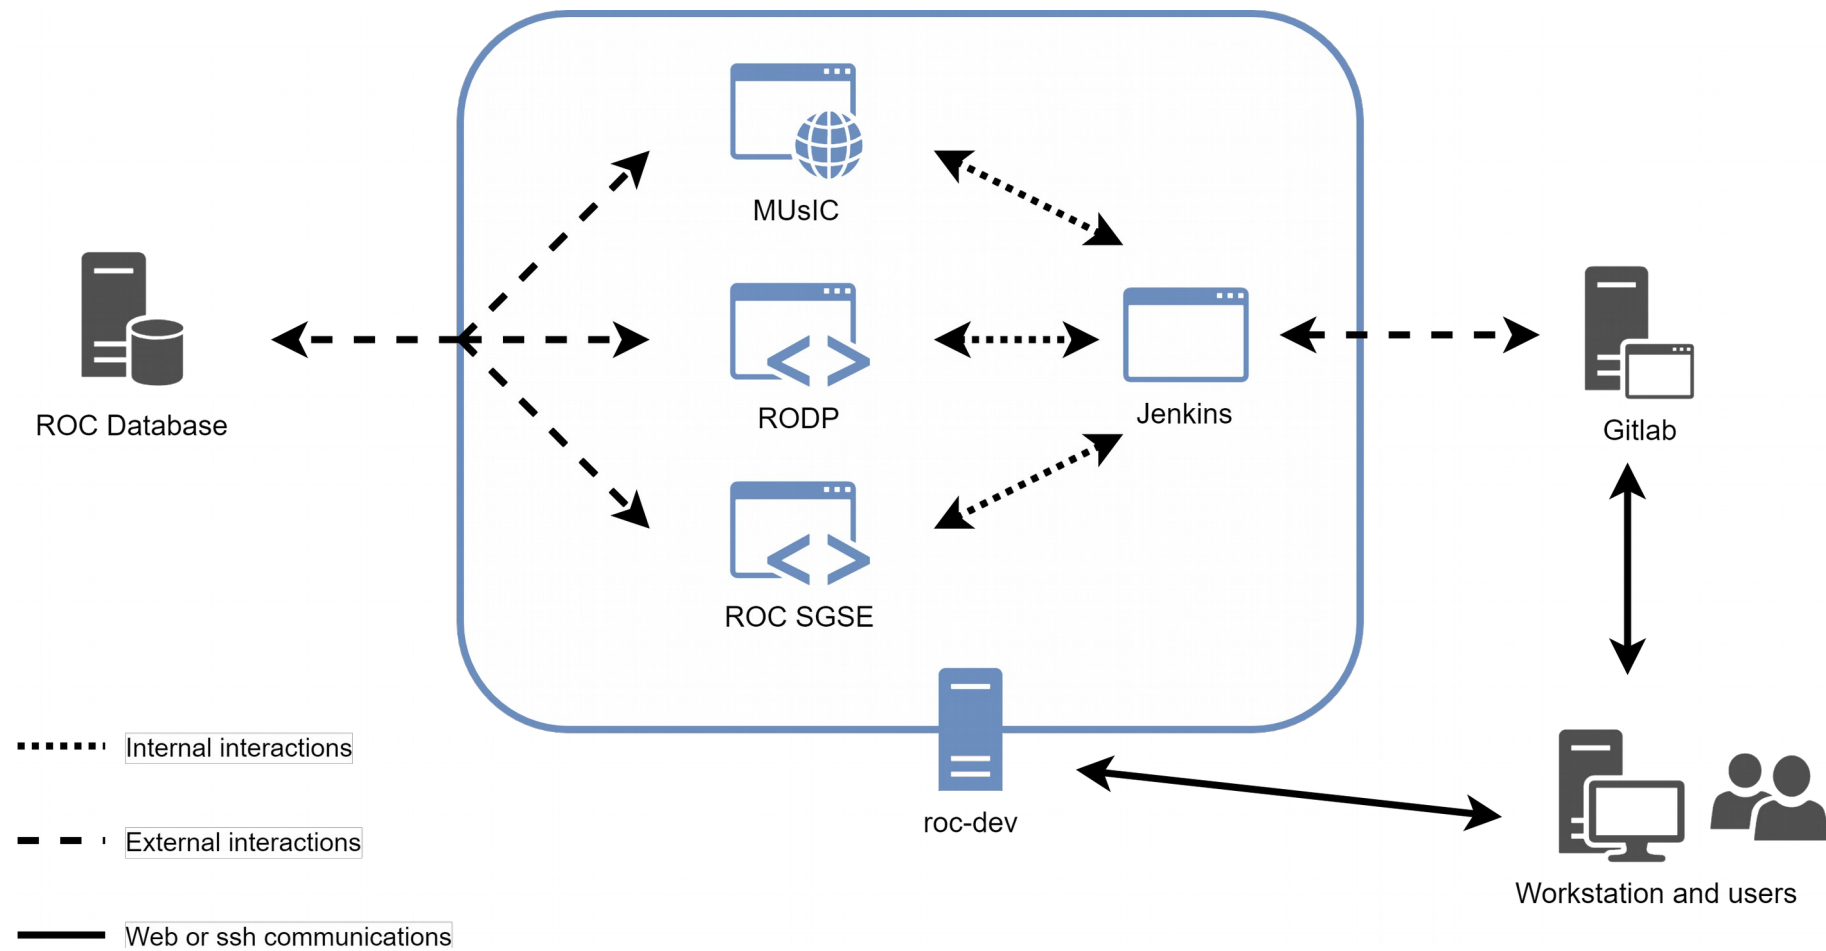 MUsIC
ROC Database
RODP
Jenkins
Gitlab
ROC SGSE
roc-dev
Workstation and users
Internal interactions
External interactions
Web or ssh communications